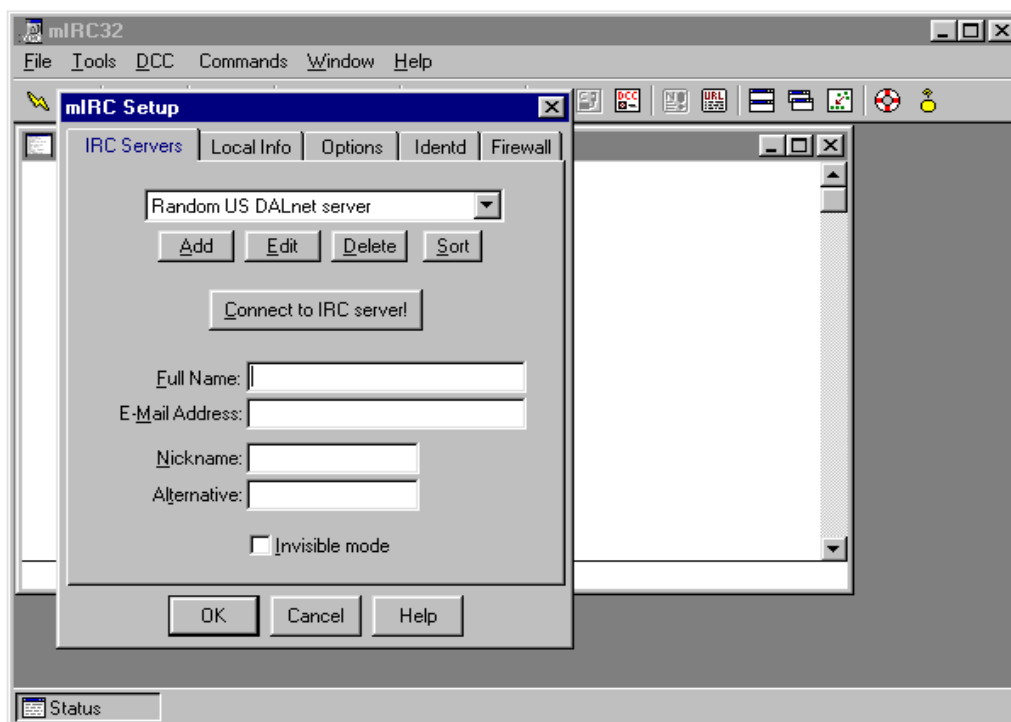 mIRC32
File Tools DCC Commands Window Help
DCC URL
mIRC Setup
IRC Servers Local Info Options Identd Firewall
Random US DALnet server
Add Edit Delete Sort
Connect to IRC server!
Full Name:
E-Mail Address:
Nickname:
Alternative:
Invisible mode
OK Cancel Help
Status